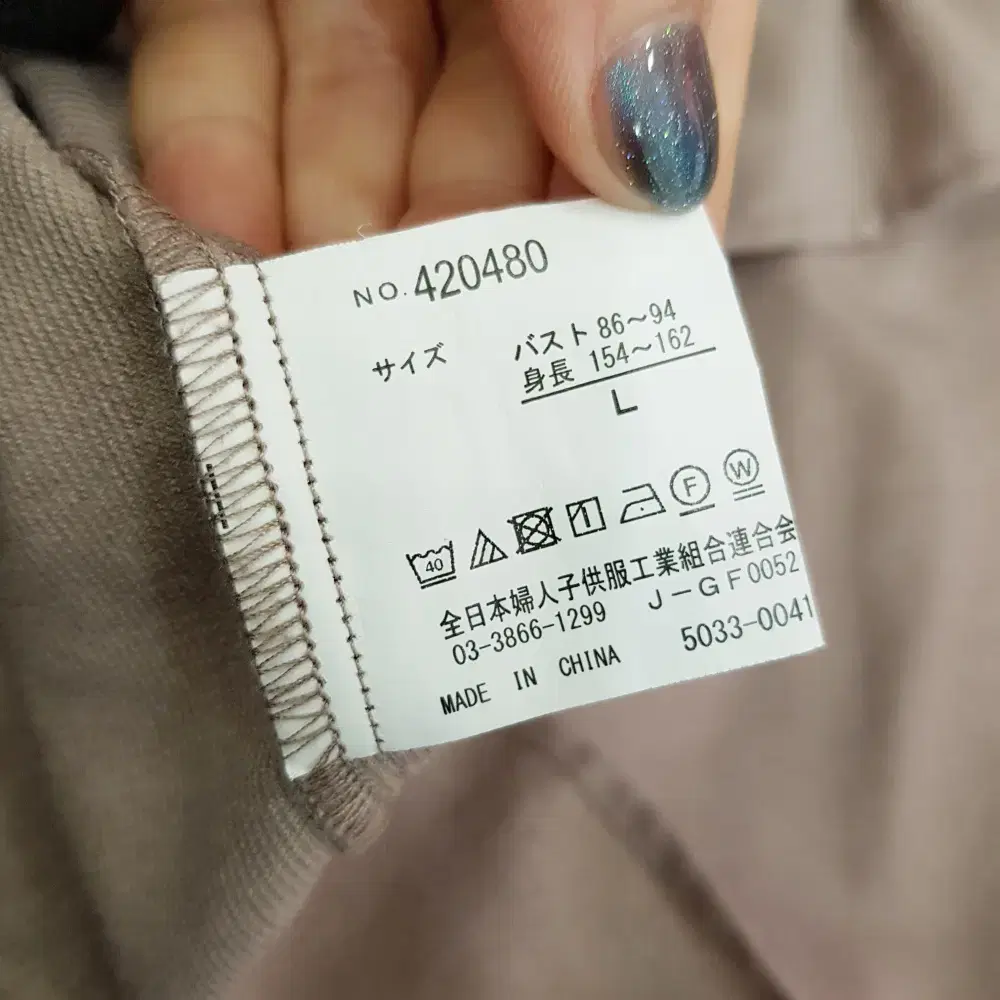 NO. 420480
サイズ バスト 86～94
身長 154～162
L
40 F W
全日本婦人子供服工業組合連合会
03-3866-1299 J-GF0052
5033-0041
MADE IN CHINA